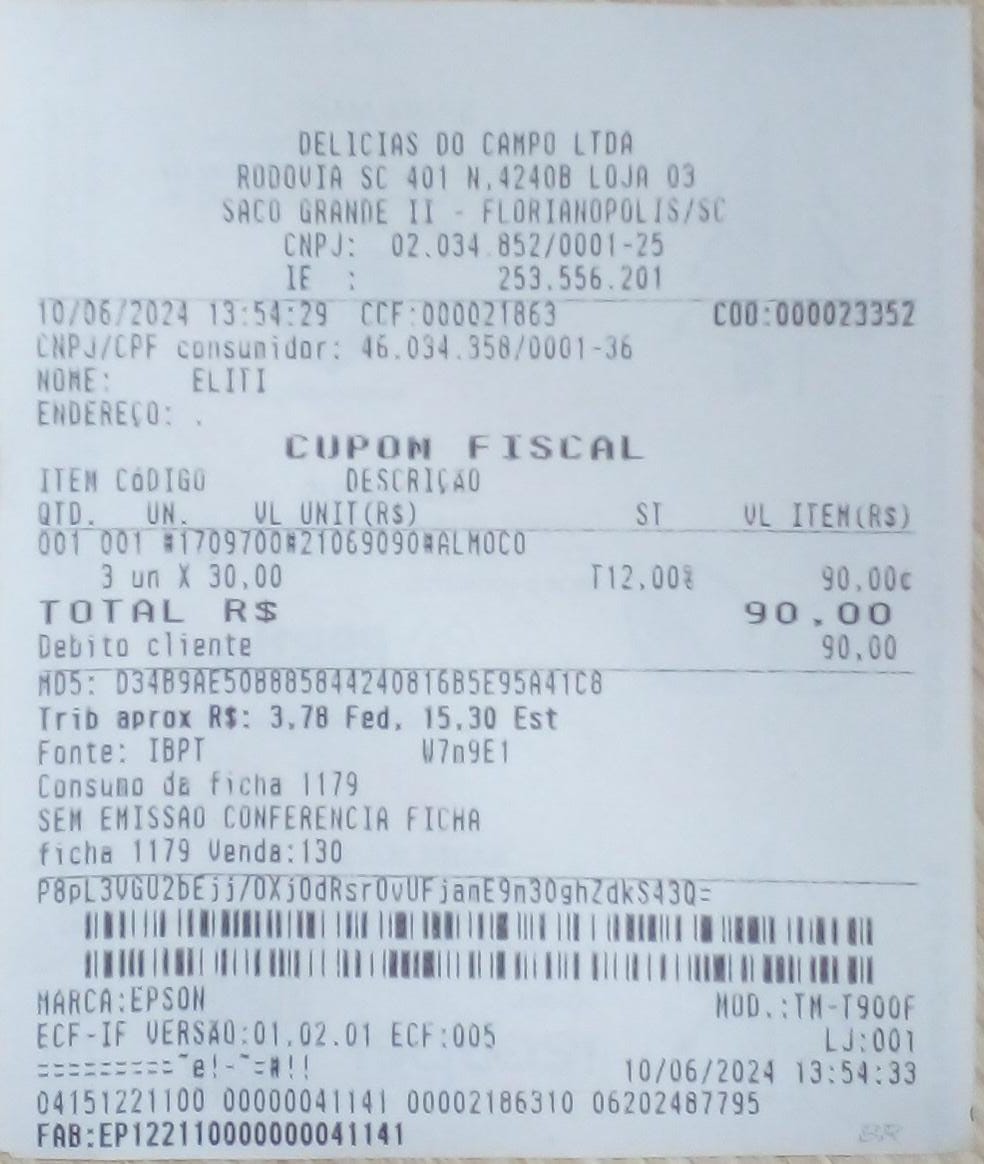 DELICIAS DO CAMPO LTDA
RODOVIA SC 401 N.4240B LOJA 03
SACO GRANDE II - FLORIANOPOLIS/SC
CNPJ: 02.034.852/0001-25
IE : 253.556.201
10/06/2024 13:54:29 CCF:000021863 COO:000023352
CNPJ/CPF consumidor: 46.034.358/0001-36
NOME: ELITI
ENDEREÇO: .
CUPOM FISCAL
ITEM CÓDIGO DESCRIÇÃO
QTD. UN. VL UNIT(R$) ST VL ITEM(R$)
001 001 #1709700#21069090#ALMOCO
3 un X 30,00 T12,00% 90,00c
TOTAL R$ 90,00
Debito cliente 90,00
MD5: D34B9AE508885844240816B5E95A41C8
Trib aprox R$: 3,78 Fed, 15,30 Est
Fonte: IBPT W7n9E1
Consumo da ficha 1179
SEM EMISSAO CONFERENCIA FICHA
ficha 1179 Venda:130
P8pL3VGU2bEjj/OXjOdRsrOvUFjamE9m30ghZdkS43Q=
MARCA:EPSON MOD.:TM-T900F
ECF-IF VERSÃO:01.02.01 ECF:005 LJ:001
=========~e!-~=#!! 10/06/2024 13:54:33
04151221100 00000041141 00002186310 06202487795
FAB:EP122110000000041141 BR